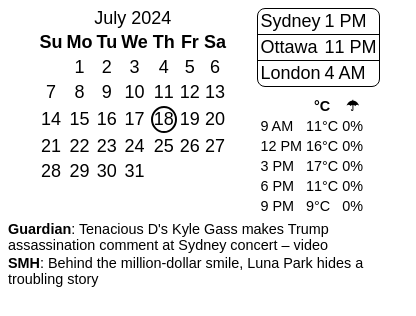 July 2024
Su Mo Tu We Th Fr Sa
1 2 3 4 5 6
7 8 9 10 11 12 13
14 15 16 17 18 19 20
21 22 23 24 25 26 27
28 29 30 31
Sydney 1 PM
Ottawa 11 PM
London 4 AM
°C ☂
9 AM 11°C 0%
12 PM 16°C 0%
3 PM 17°C 0%
6 PM 11°C 0%
9 PM 9°C 0%
Guardian: Tenacious D's Kyle Gass makes Trump
assassination comment at Sydney concert – video
SMH: Behind the million-dollar smile, Luna Park hides a
troubling story